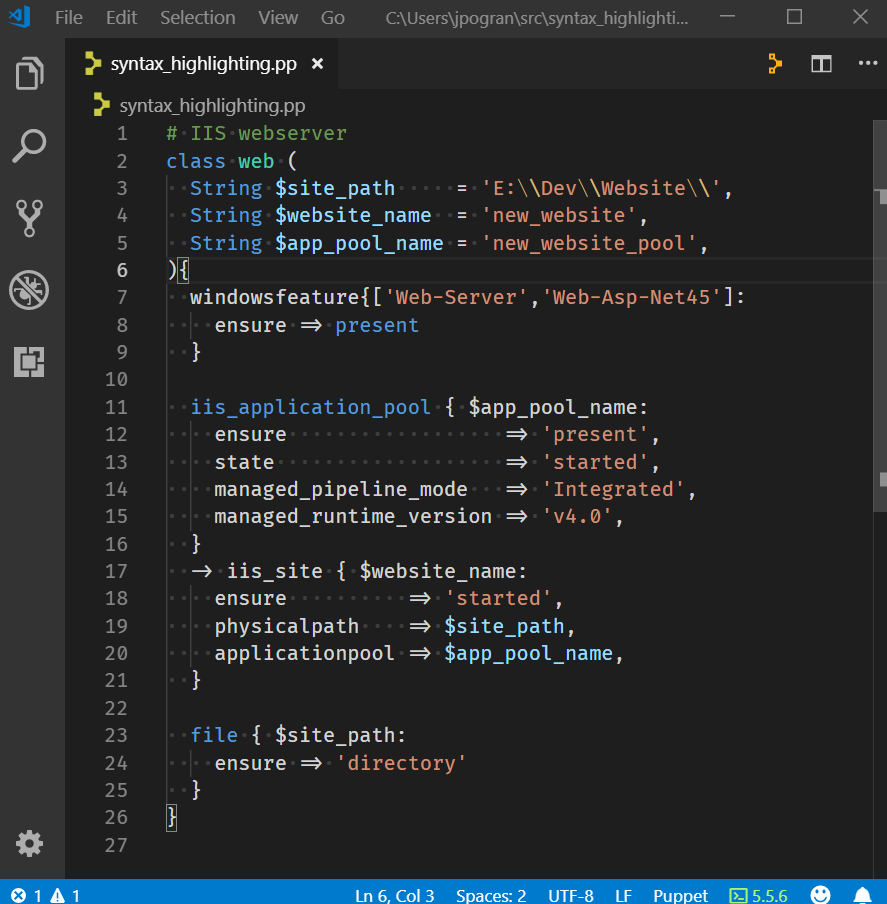 File Edit Selection View Go C:\Users\jpogran\src\syntax_highlighti...
syntax_highlighting.pp
syntax_highlighting.pp
1 # IIS webserver
2 class web (
3 String $site_path = 'E:\\Dev\\Website\\',
4 String $website_name = 'new_website',
5 String $app_pool_name = 'new_website_pool',
6 ){
7 windowsfeature{['Web-Server','Web-Asp-Net45']:
8 ensure => present
9 }
10
11 iis_application_pool { $app_pool_name:
12 ensure => 'present',
13 state => 'started',
14 managed_pipeline_mode => 'Integrated',
15 managed_runtime_version => 'v4.0',
16 }
17 -> iis_site { $website_name:
18 ensure => 'started',
19 physicalpath => $site_path,
20 applicationpool => $app_pool_name,
21 }
22
23 file { $site_path:
24 ensure => 'directory'
25 }
26 }
27
1 1 Ln 6, Col 3 Spaces: 2 UTF-8 LF Puppet 5.5.6